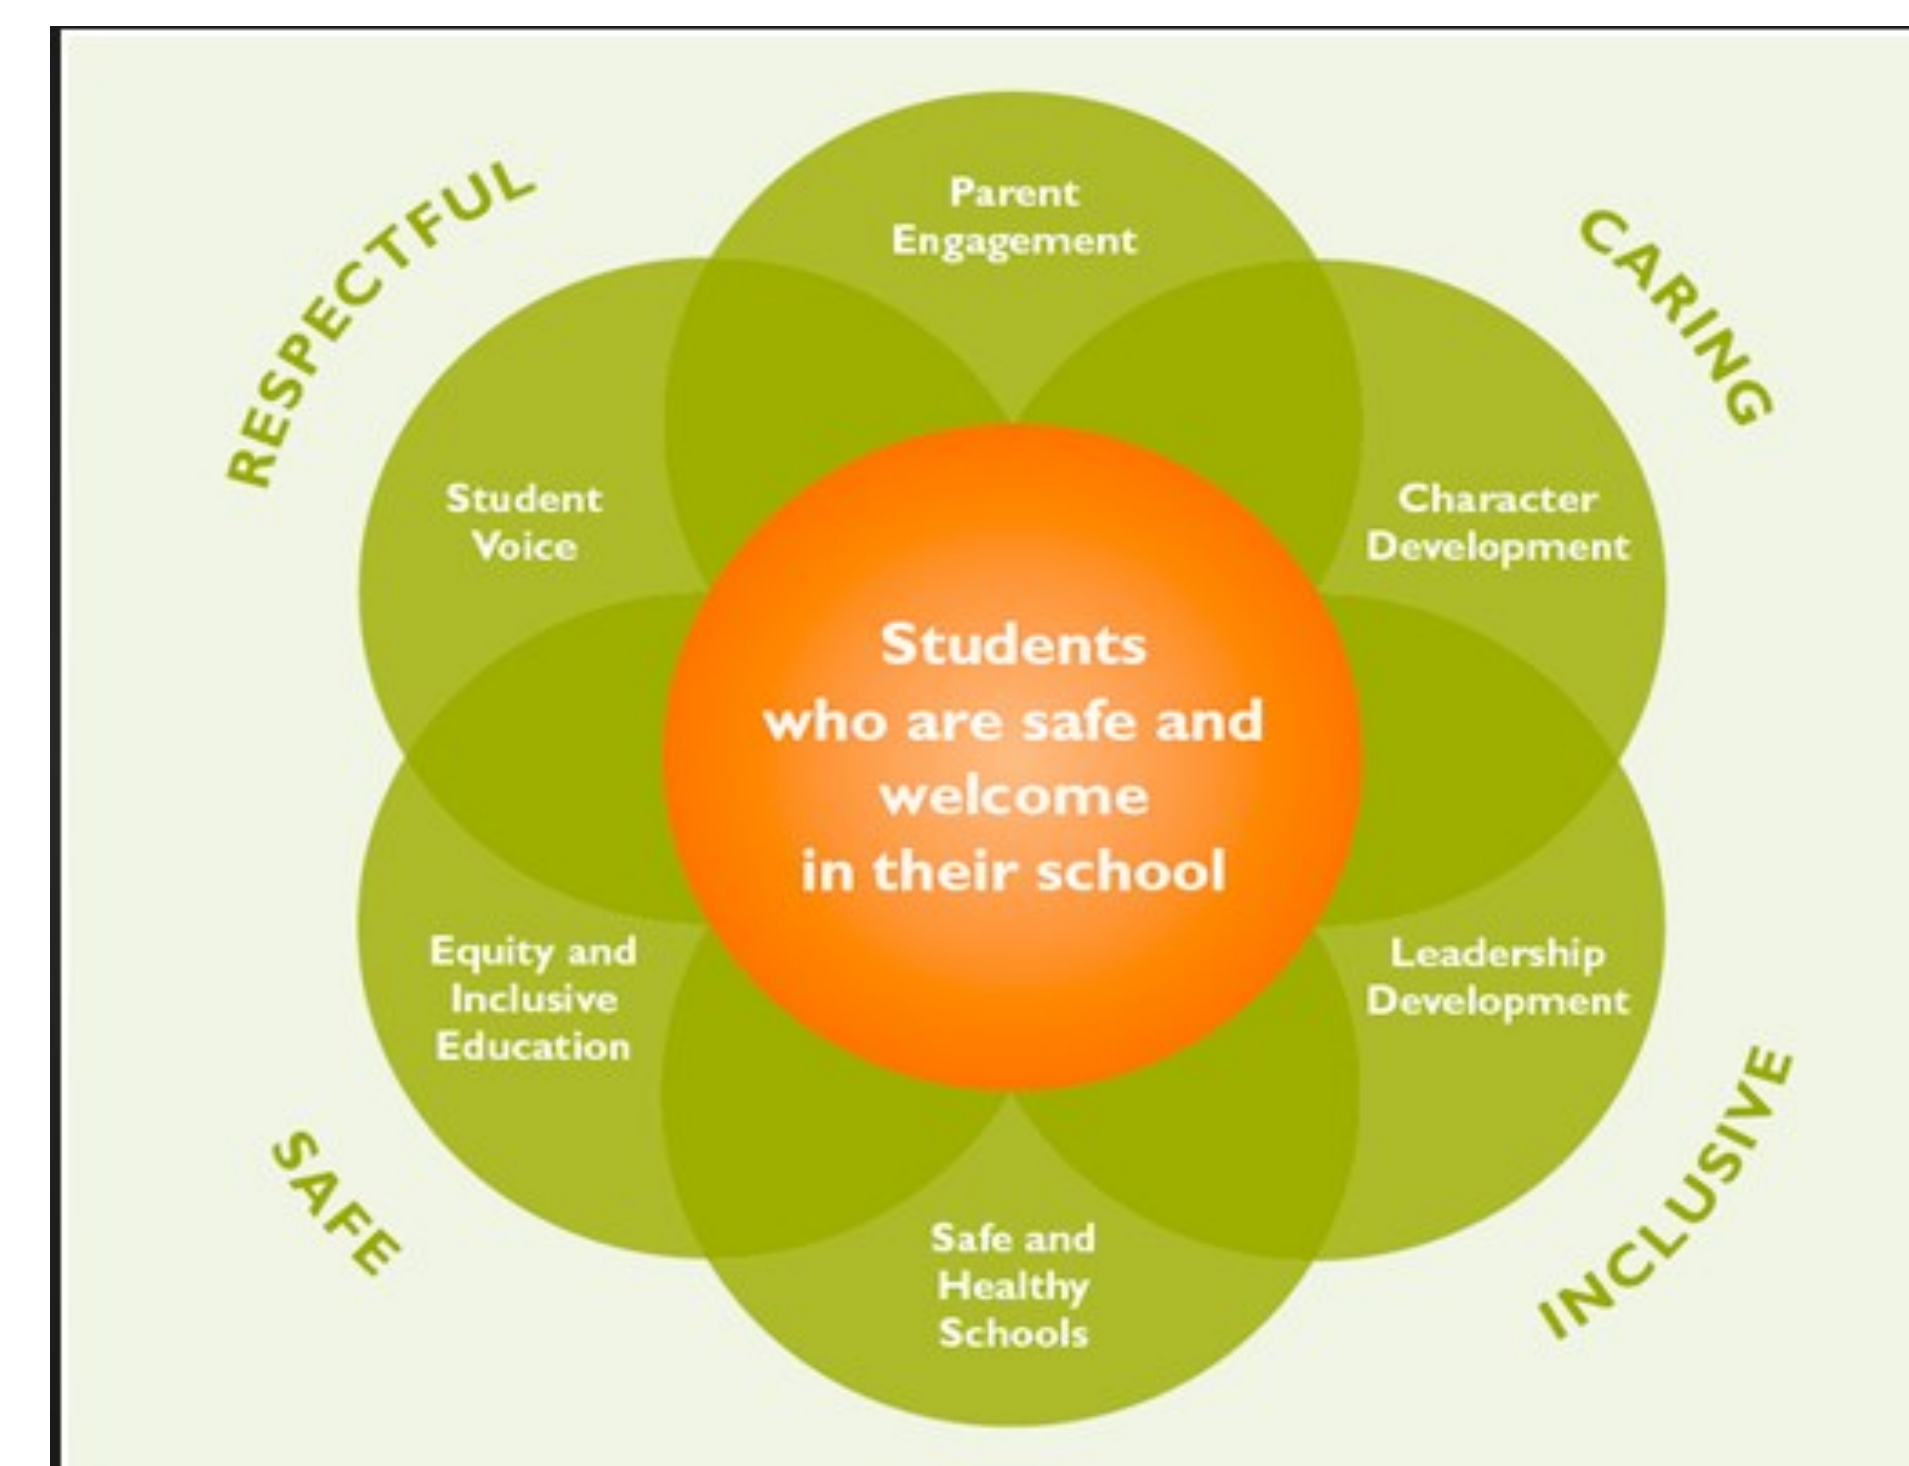 RESPECTFUL
CARING
Parent
Engagement
Student
Voice
Character
Development
Students
who are safe and
welcome
in their school
Equity and
Inclusive
Education
Leadership
Development
Safe and
Healthy
Schools
SAFE
INCLUSIVE